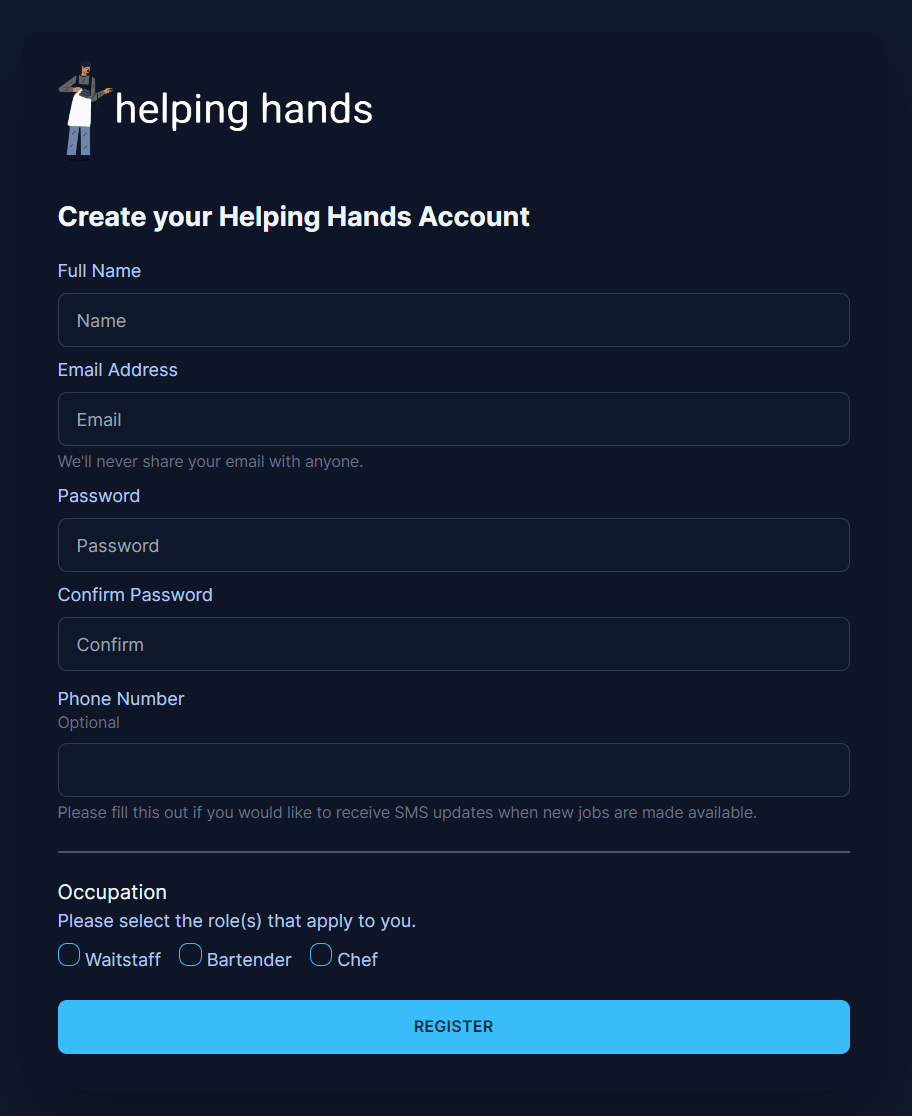 helping hands
Create your Helping Hands Account
Full Name
Name
Email Address
Email
We'll never share your email with anyone.
Password
Password
Confirm Password
Confirm
Phone Number
Optional
Please fill this out if you would like to receive SMS updates when new jobs are made available.
Occupation
Please select the role(s) that apply to you.
Waitstaff Bartender Chef
REGISTER